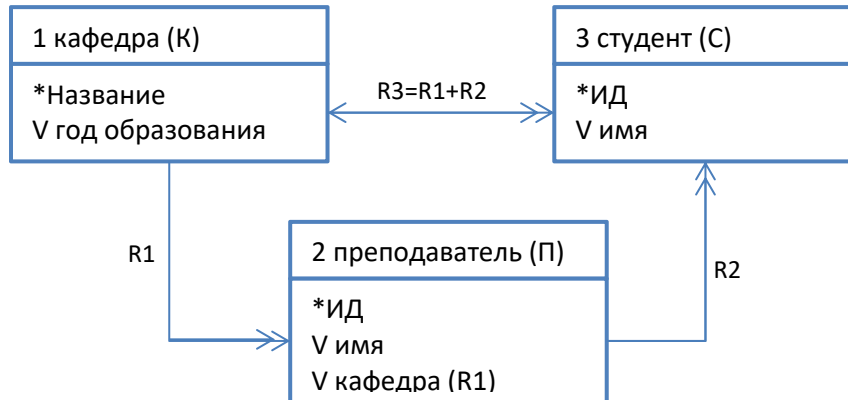 1 кафедра (К)
*Название
V год образования
R3=R1+R2
3 студент (С)
*ИД
V имя
R1
2 преподаватель (П)
*ИД
V имя
V кафедра (R1)
R2